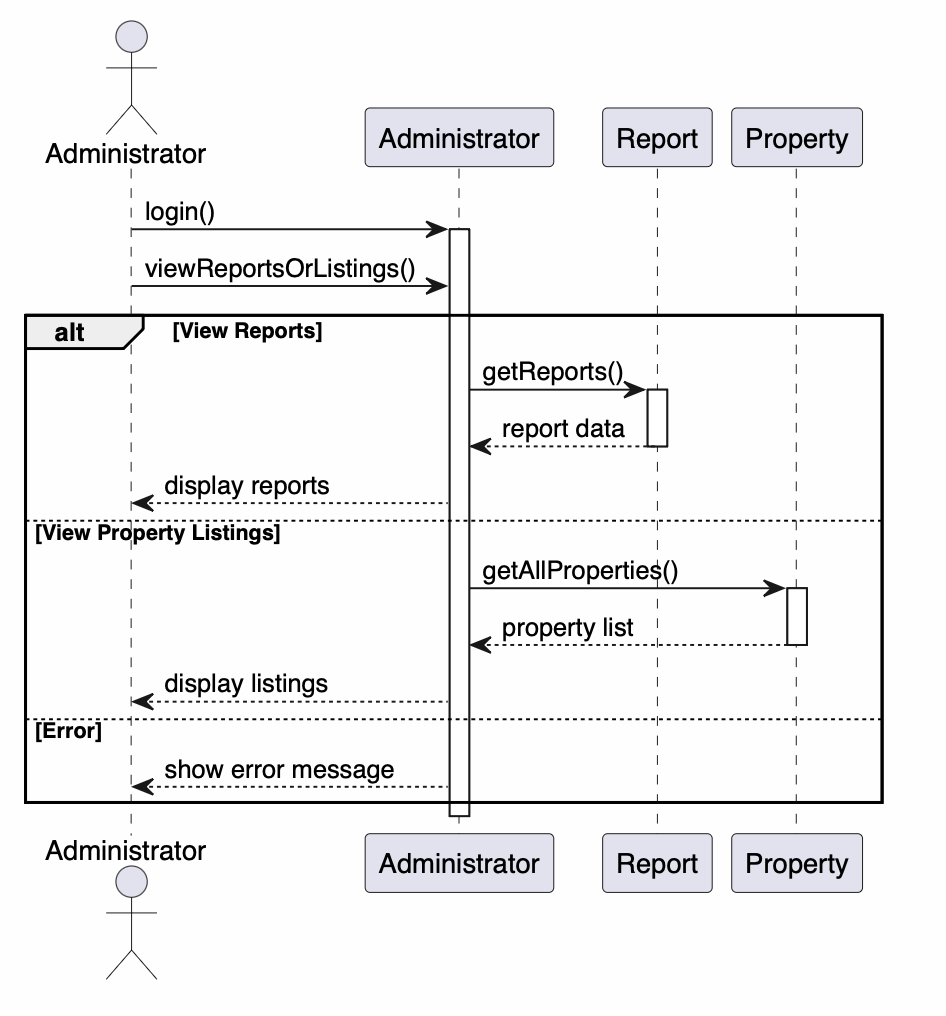 Administrator
Administrator
Report
Property
login()
viewReportsOrListings()
alt
[View Reports]
getReports()
report data
display reports
[View Property Listings]
getAllProperties()
property list
display listings
[Error]
show error message
Administrator
Administrator
Report
Property